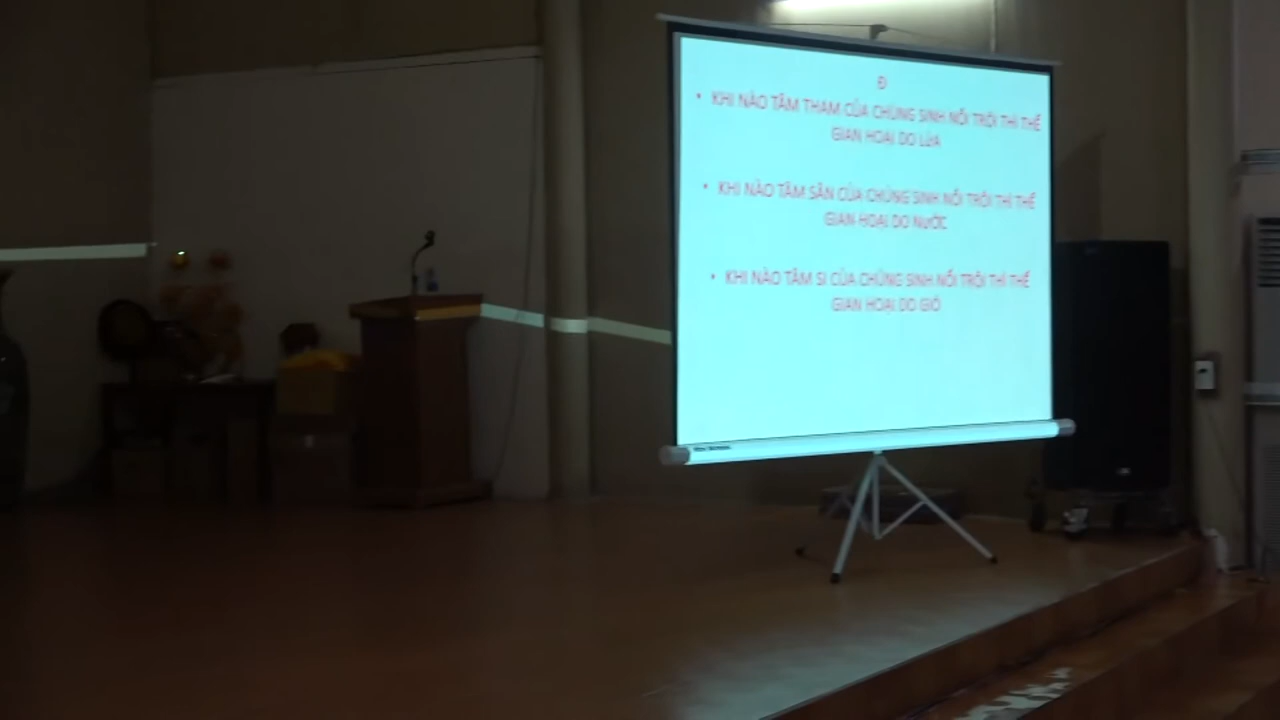 Đ
• KHI NÀO TÂM THAM CỦA CHÚNG SINH NỔI TRỘI THÌ THẾ
GIAN HOẠI DO LỬA
• KHI NÀO TÂM SÂN CỦA CHÚNG SINH NỔI TRỘI THÌ THẾ
GIAN HOẠI DO NƯỚC
• KHI NÀO TÂM SI CỦA CHÚNG SINH NỔI TRỘI THÌ THẾ
GIAN HOẠI DO GIÓ